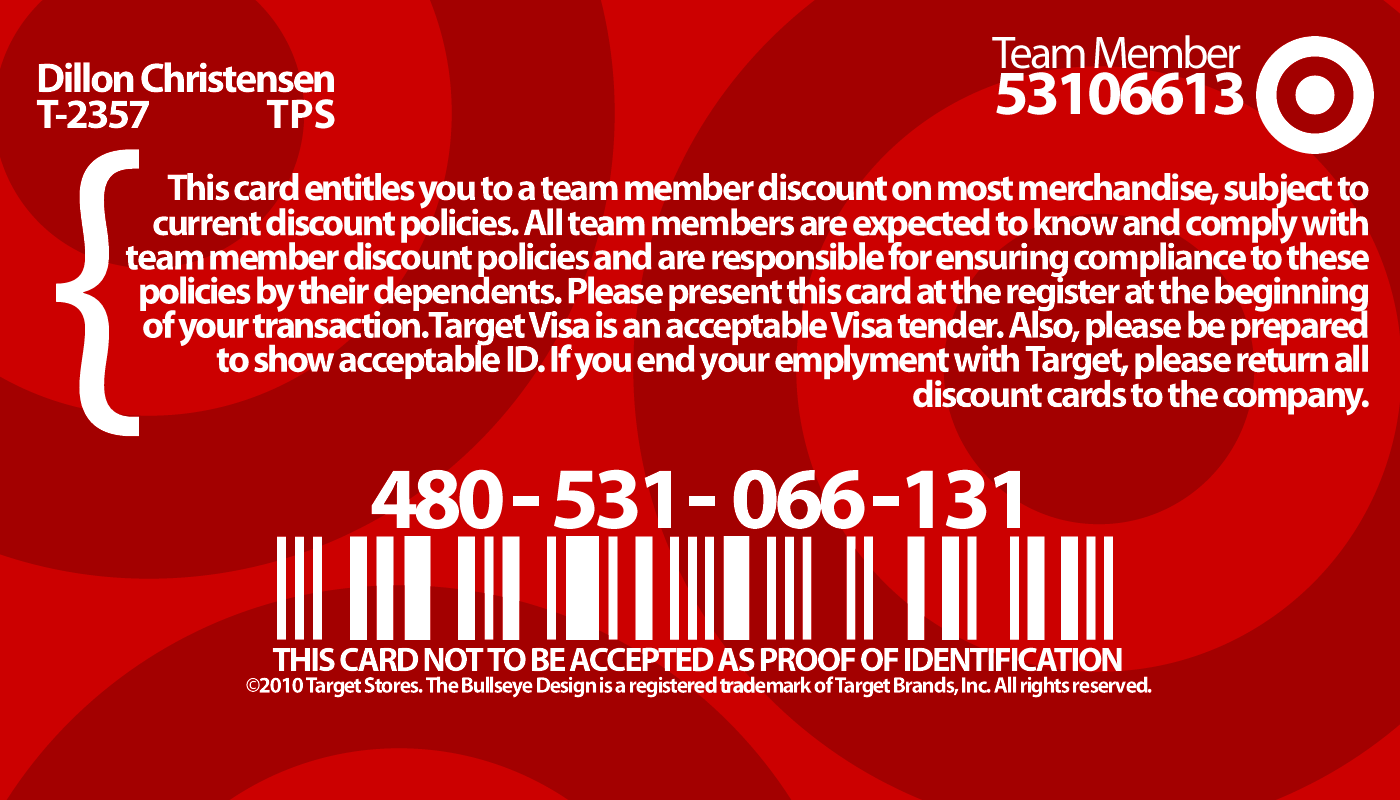 Dillon Christensen
T-2357 TPS
Team Member
53106613
This card entitles you to a team member discount on most merchandise, subject to
current discount policies. All team members are expected to know and comply with
team member discount policies and are responsible for ensuring compliance to these
policies by their dependents. Please present this card at the register at the beginning
of your transaction.Target Visa is an acceptable Visa tender. Also, please be prepared
to show acceptable ID. If you end your emplyment with Target, please return all
discount cards to the company.
480-531-066-131
THIS CARD NOT TO BE ACCEPTED AS PROOF OF IDENTIFICATION
©2010 Target Stores. The Bullseye Design is a registered trademark of Target Brands, Inc. All rights reserved.